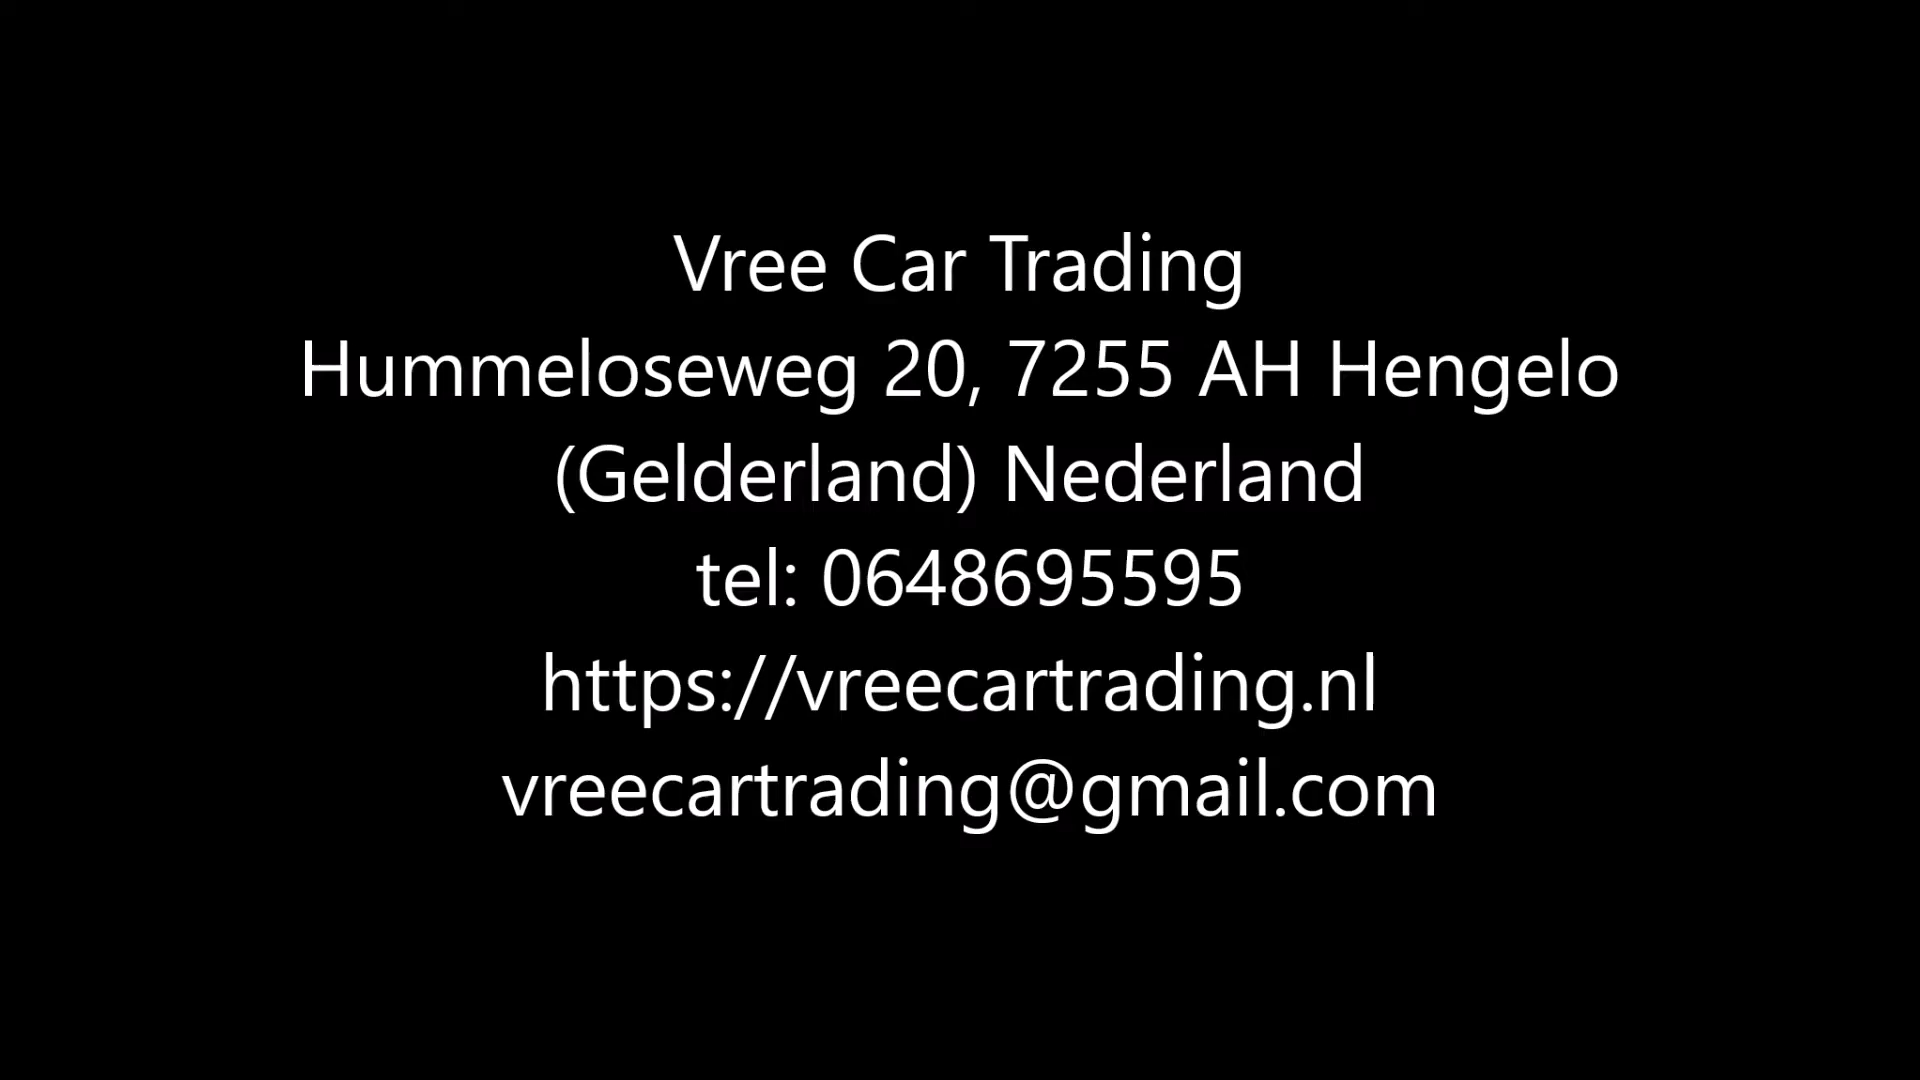 Vree Car Trading
Hummeloseweg 20, 7255 AH Hengelo
(Gelderland) Nederland
tel: 0648695595
https://vreecartrading.nl
vreecartrading@gmail.com